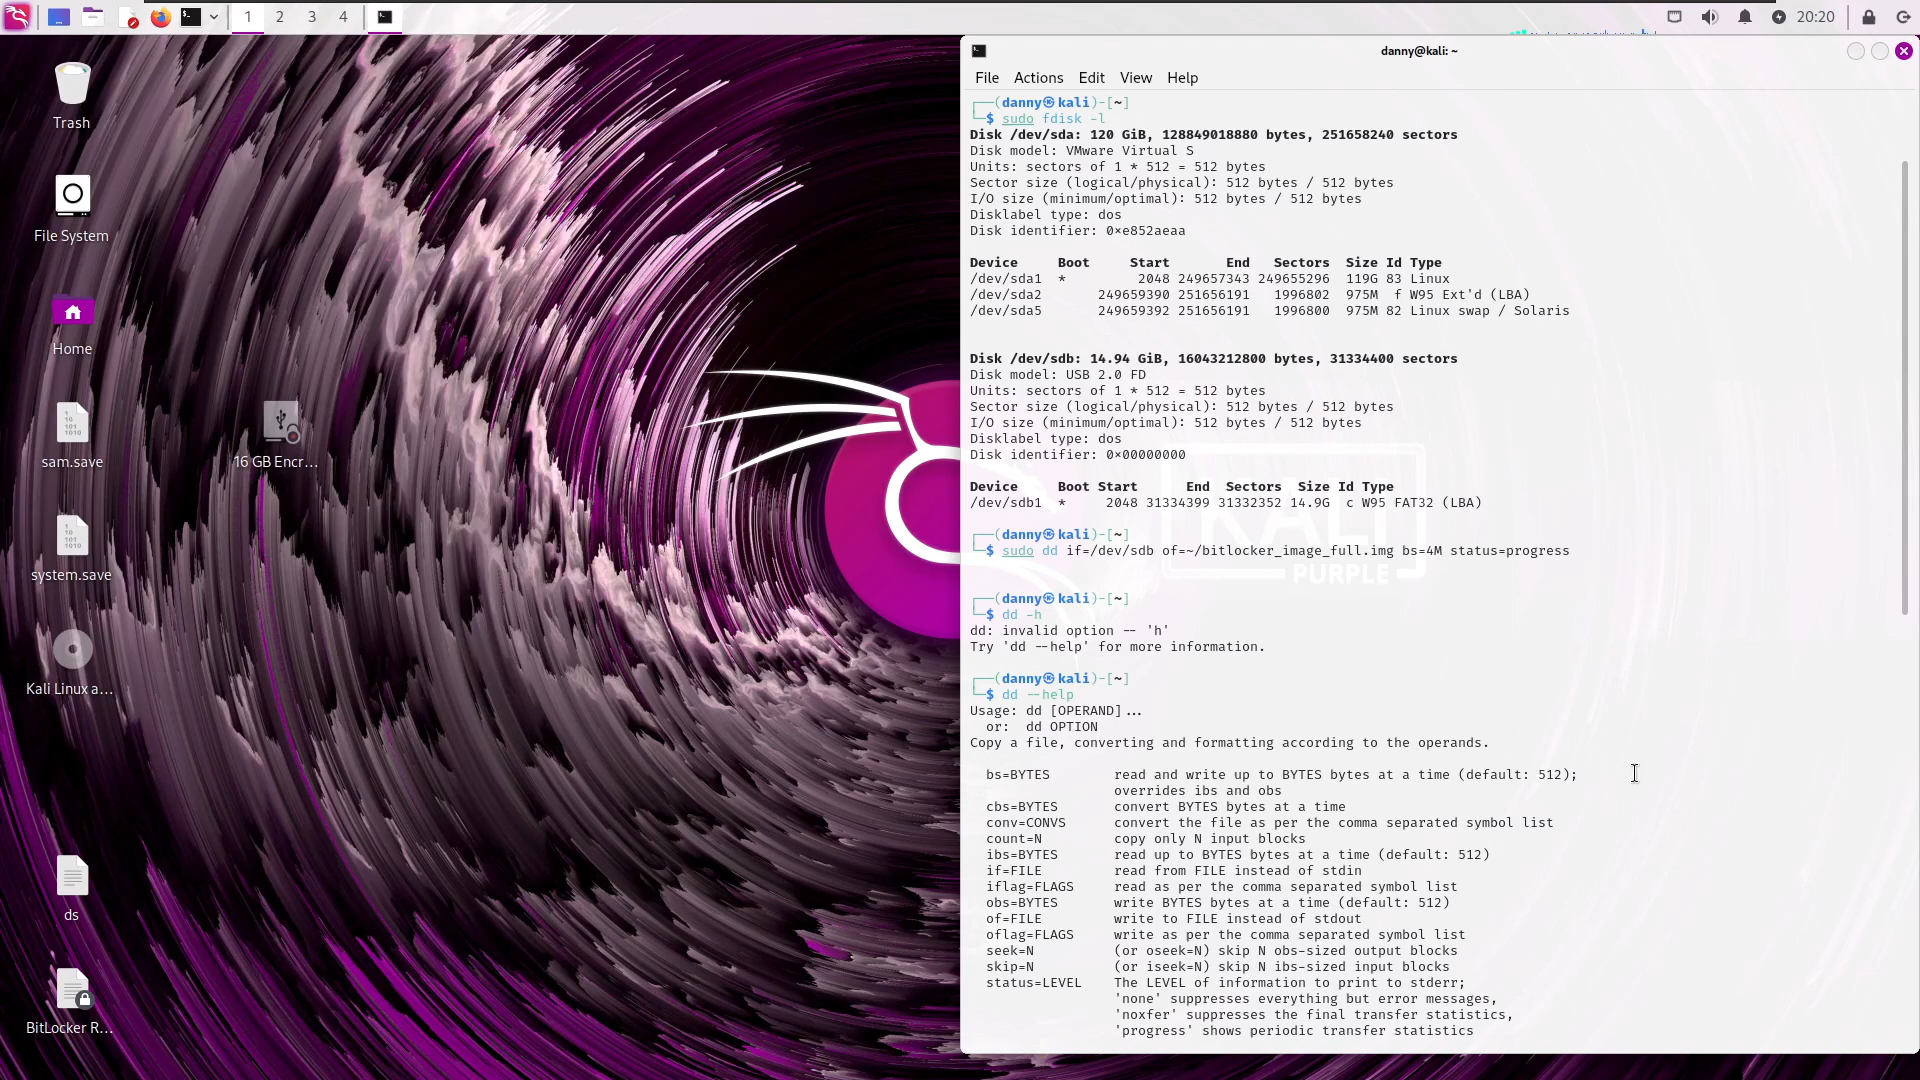 1 2 3 4
20:20
Trash
File System
Home
sam.save
16 GB Encr...
system.save
Kali Linux a...
ds
BitLocker R...
danny@kali: ~
File Actions Edit View Help
┌──(danny㉿kali)-[~]
└─$ sudo fdisk -l
Disk /dev/sda: 120 GiB, 128849018880 bytes, 251658240 sectors
Disk model: VMware Virtual S
Units: sectors of 1 * 512 = 512 bytes
Sector size (logical/physical): 512 bytes / 512 bytes
I/O size (minimum/optimal): 512 bytes / 512 bytes
Disklabel type: dos
Disk identifier: 0×e852aeaa
Device     Boot     Start       End   Sectors  Size Id Type
/dev/sda1  *         2048 249657343 249655296  119G 83 Linux
/dev/sda2       249659390 251656191   1996802  975M  f W95 Ext'd (LBA)
/dev/sda5       249659392 251656191   1996800  975M 82 Linux swap / Solaris
Disk /dev/sdb: 14.94 GiB, 16043212800 bytes, 31334400 sectors
Disk model: USB 2.0 FD
Units: sectors of 1 * 512 = 512 bytes
Sector size (logical/physical): 512 bytes / 512 bytes
I/O size (minimum/optimal): 512 bytes / 512 bytes
Disklabel type: dos
Disk identifier: 0×00000000
Device     Boot Start      End  Sectors  Size Id Type
/dev/sdb1  *     2048 31334399 31332352 14.9G  c W95 FAT32 (LBA)
┌──(danny㉿kali)-[~]
└─$ sudo dd if=/dev/sdb of=~/bitlocker_image_full.img bs=4M status=progress
KALI
PURPLE
┌──(danny㉿kali)-[~]
└─$ dd -h
dd: invalid option -- 'h'
Try 'dd --help' for more information.
┌──(danny㉿kali)-[~]
└─$ dd --help
Usage: dd [OPERAND]...
  or:  dd OPTION
Copy a file, converting and formatting according to the operands.
  bs=BYTES        read and write up to BYTES bytes at a time (default: 512);
                  overrides ibs and obs
  cbs=BYTES       convert BYTES bytes at a time
  conv=CONVS      convert the file as per the comma separated symbol list
  count=N         copy only N input blocks
  ibs=BYTES       read up to BYTES bytes at a time (default: 512)
  if=FILE         read from FILE instead of stdin
  iflag=FLAGS     read as per the comma separated symbol list
  obs=BYTES       write BYTES bytes at a time (default: 512)
  of=FILE         write to FILE instead of stdout
  oflag=FLAGS     write as per the comma separated symbol list
  seek=N          (or oseek=N) skip N obs-sized output blocks
  skip=N          (or iseek=N) skip N ibs-sized input blocks
  status=LEVEL    The LEVEL of information to print to stderr;
                  'none' suppresses everything but error messages,
                  'noxfer' suppresses the final transfer statistics,
                  'progress' shows periodic transfer statistics